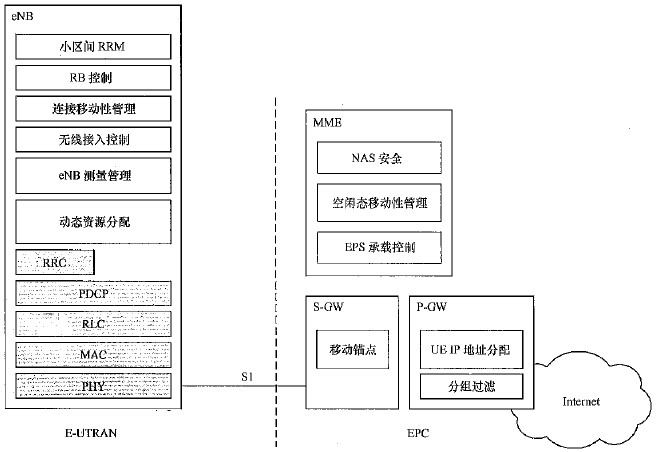 eNB
小区间 RRM
RB 控制
连接移动性管理
无线接入控制
eNB 测量管理
动态资源分配
RRC
PDCP
RLC
MAC
PHY
E-UTRAN
S1
MME
NAS 安全
空闲态移动性管理
EPS 承载控制
S-GW
移动锚点
P-GW
UE IP 地址分配
分组过滤
Internet
EPC